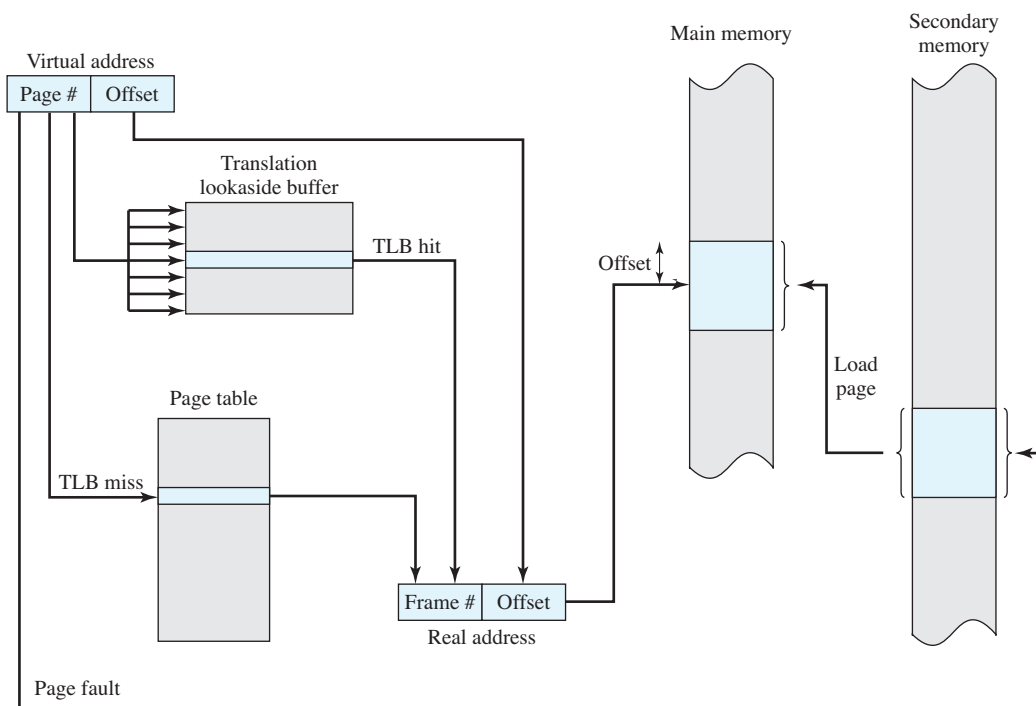 Main memory
Secondary
memory
Virtual address
Page #
Offset
Translation
lookaside buffer
TLB hit
Offset
Load
page
Page table
TLB miss
Frame #
Offset
Real address
Page fault